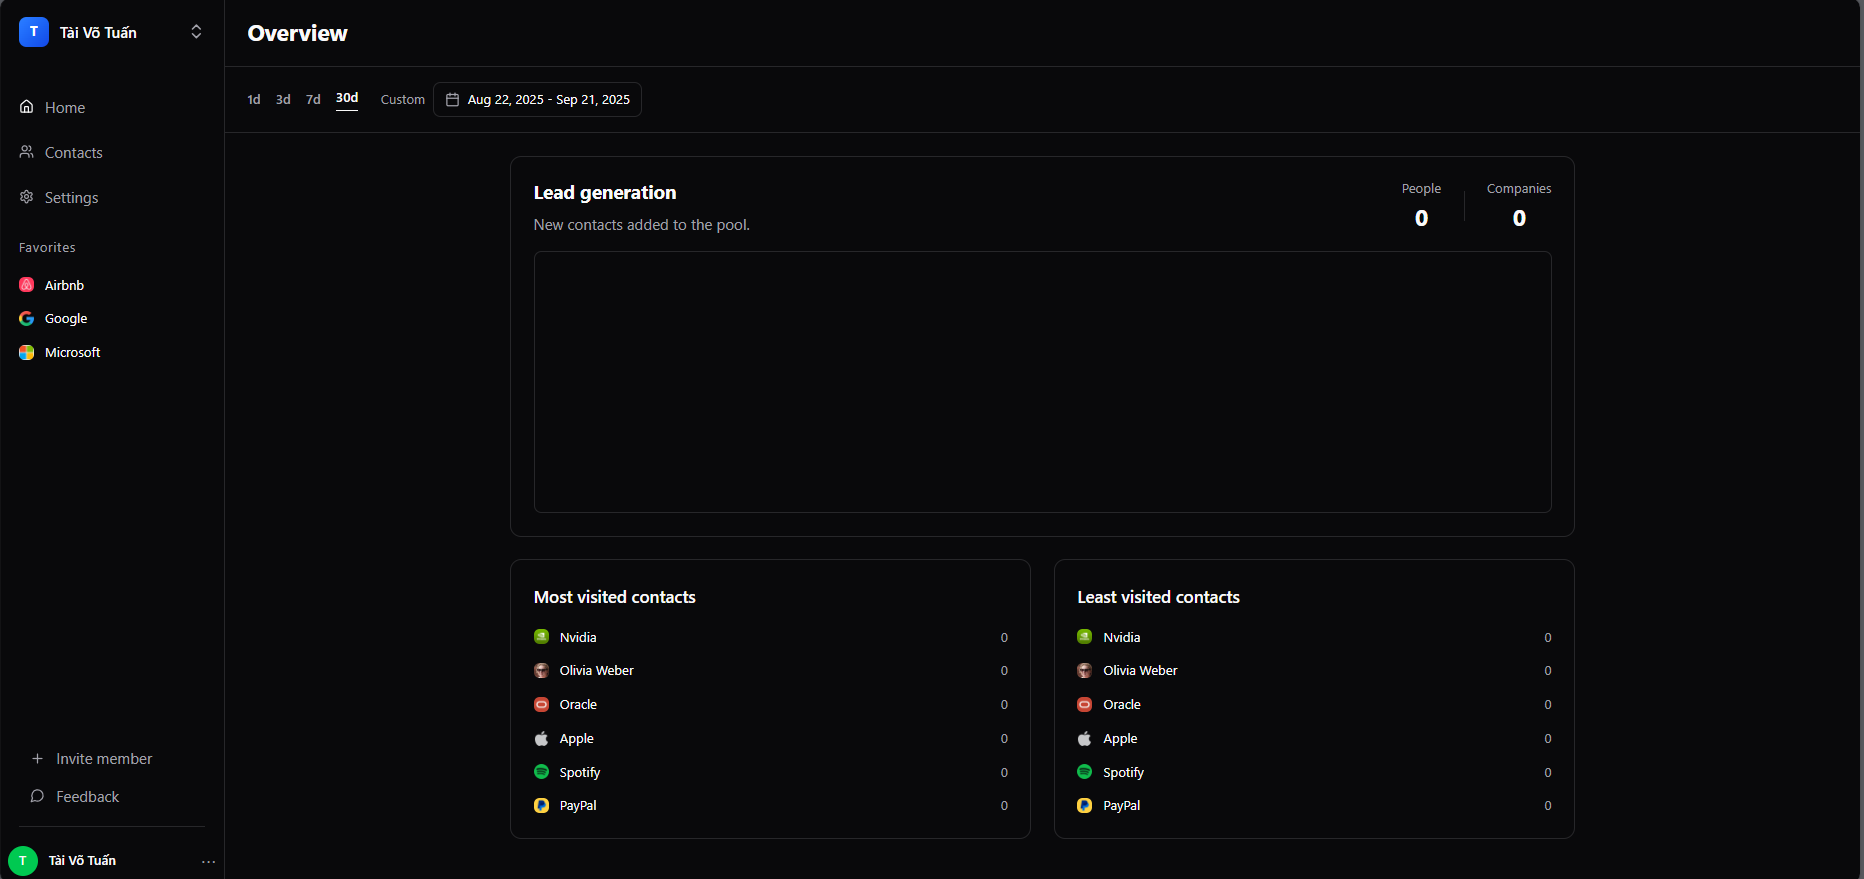 T Tài Võ Tuấn
Home
Contacts
Settings
Favorites
Airbnb
Google
Microsoft
Invite member
Feedback
T Tài Võ Tuấn
Overview
1d 3d 7d 30d Custom Aug 22, 2025 - Sep 21, 2025
Lead generation
New contacts added to the pool.
People
0
Companies
0
Most visited contacts
Nvidia 0
Olivia Weber 0
Oracle 0
Apple 0
Spotify 0
PayPal 0
Least visited contacts
Nvidia 0
Olivia Weber 0
Oracle 0
Apple 0
Spotify 0
PayPal 0